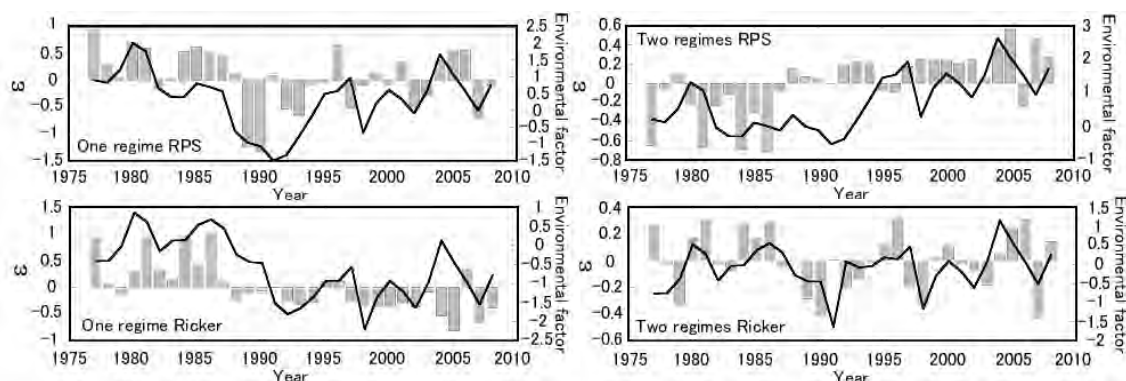 1
0.5
0
-0.5
-1
-1.5
ε
2.5
2
1.5
1
0.5
0
-0.5
-1
-1.5
Environmental factor
One regime RPS
1975 1980 1985 1990 1995 2000 2005 2010
Year
0.6
0.4
0.2
0
-0.2
-0.4
-0.6
-0.8
ε
3
2
1
0
-1
Environmental factor
Two regimes RPS
1975 1980 1985 1990 1995 2000 2005 2010
Year
1.5
1
0.5
0
-0.5
-1
ε
1
0.5
0
-0.5
-1
-1.5
-2
-2.5
Environmental factor
One regime Ricker
1975 1980 1985 1990 1995 2000 2005 2010
Year
0.4
0.2
0
-0.2
-0.4
-0.6
ε
1.5
1
0.5
0
-0.5
-1
-1.5
-2
Environmental factor
Two regimes Ricker
1975 1980 1985 1990 1995 2000 2005 2010
Year